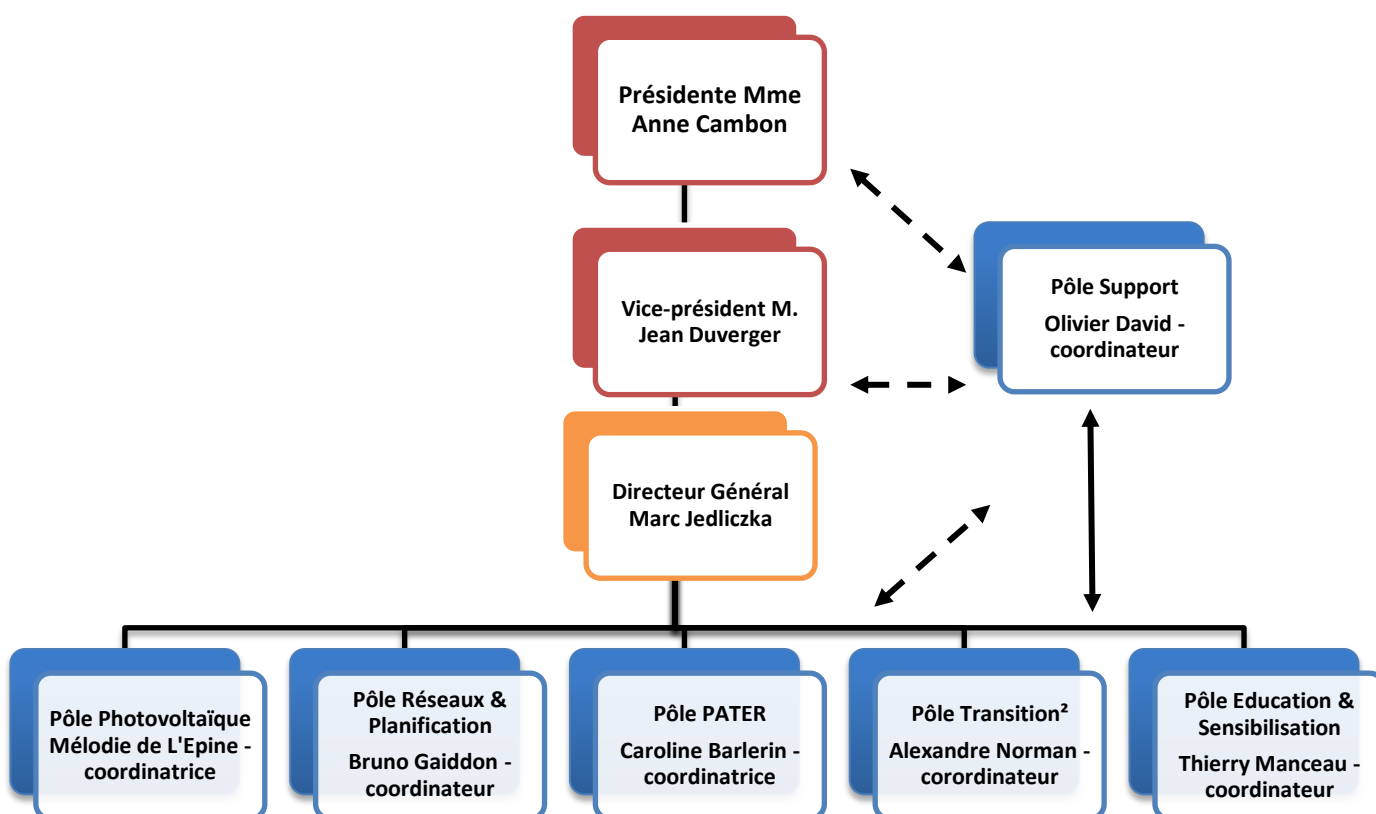 Présidente Mme
Anne Cambon
Vice-président M.
Jean Duverger
Pôle Support
Olivier David -
coordinateur
Directeur Général
Marc Jedliczka
Pôle Photovoltaïque
Mélodie de L'Epine -
coordinatrice
Pôle Réseaux &
Planification
Bruno Gaiddon -
coordinateur
Pôle PATER
Caroline Barlerin -
coordinatrice
Pôle Transition²
Alexandre Norman -
corordinateur
Pôle Education &
Sensibilisation
Thierry Manceau -
coordinateur